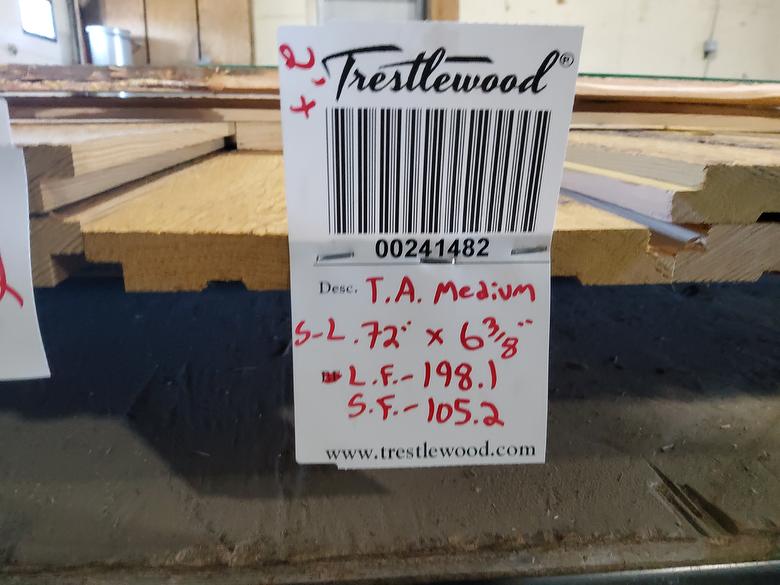 +,2
Trestlewood®
00241482
Desc. T.A. Medium
S-L .72" x 6 3/8"
L.F.-198.1
S.F.-105.2
www.trestlewood.com